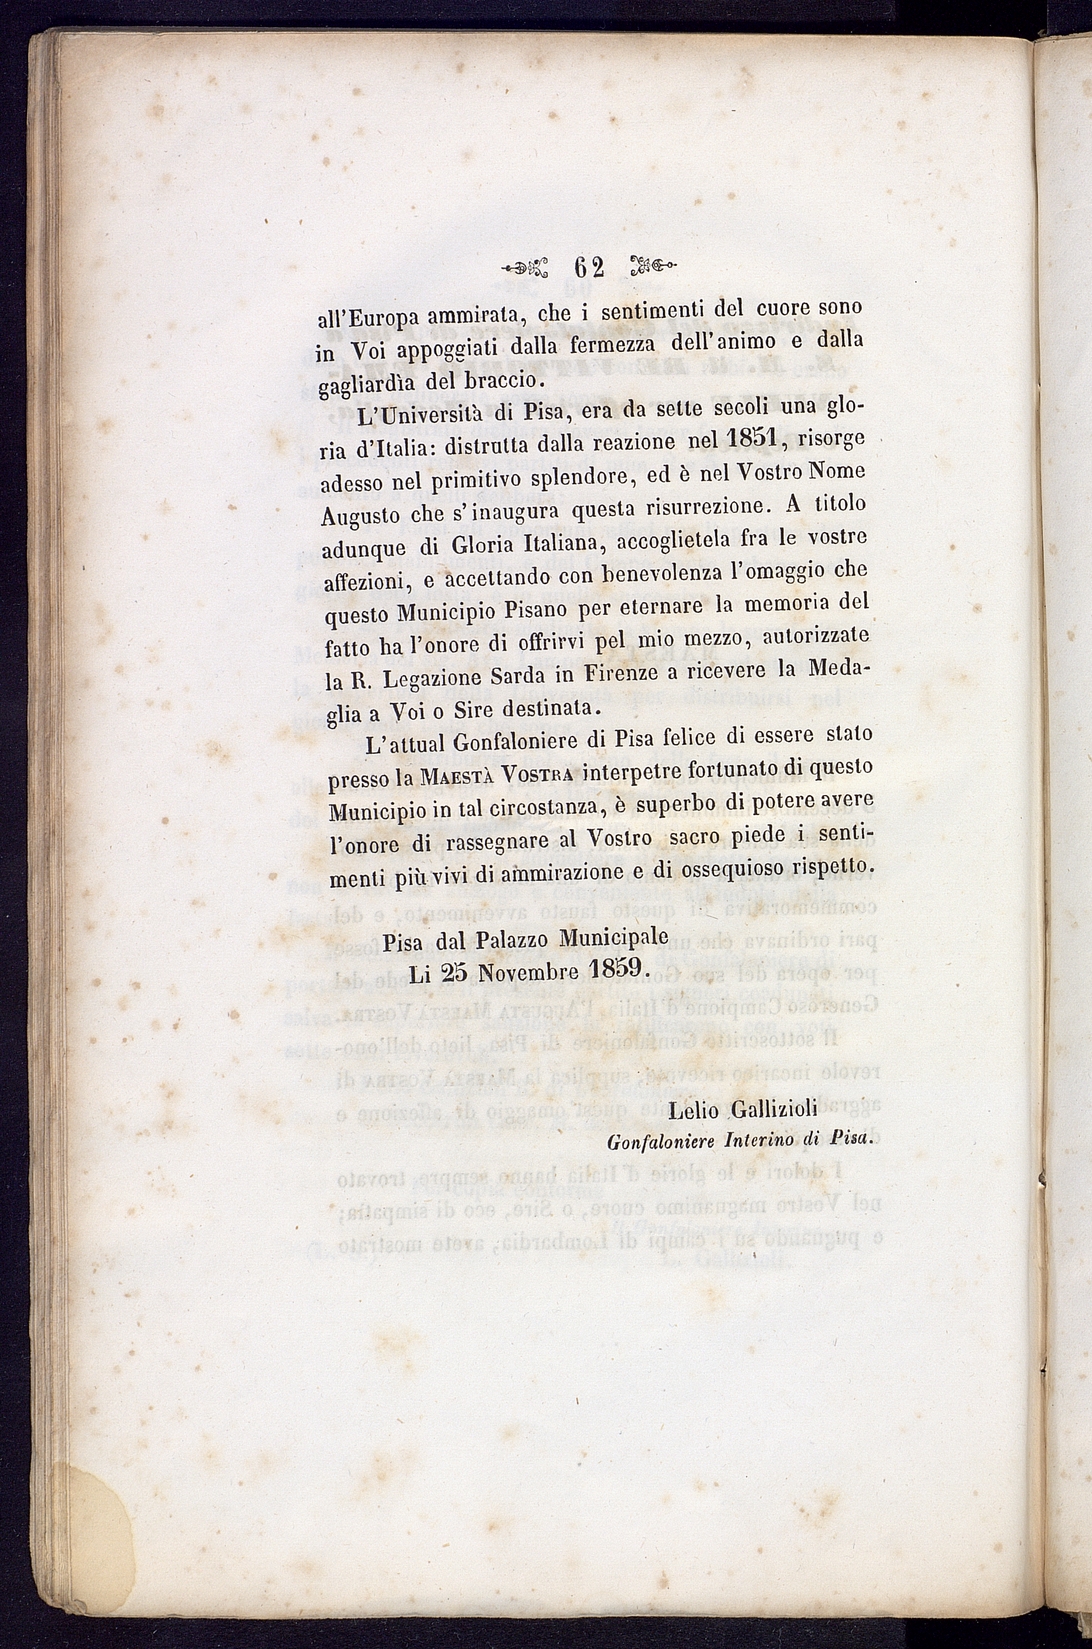 62
all'Europa ammirata, che i sentimenti del cuore sono
in Voi appoggiati dalla fermezza dell'animo e dalla
gagliardìa del braccio.
L'Università di Pisa, era da sette secoli una glo-
ria d'Italia: distrutta dalla reazione nel 1851, risorge
adesso nel primitivo splendore, ed è nel Vostro Nome
Augusto che s'inaugura questa risurrezione. A titolo
adunque di Gloria Italiana, accoglietela fra le vostre
affezioni, e accettando con benevolenza l'omaggio che
questo Municipio Pisano per eternare la memoria del
fatto ha l'onore di offrirvi pel mio mezzo, autorizzate
la R. Legazione Sarda in Firenze a ricevere la Meda-
glia a Voi o Sire destinata.
L'attual Gonfaloniere di Pisa felice di essere stato
presso la MAESTÀ VOSTRA interpetre fortunato di questo
Municipio in tal circostanza, è superbo di potere avere
l'onore di rassegnare al Vostro sacro piede i senti-
menti più vivi di ammirazione e di ossequioso rispetto.
Pisa dal Palazzo Municipale
Li 25 Novembre 1859.
Lelio Gallizioli
Gonfaloniere Interino di Pisa.